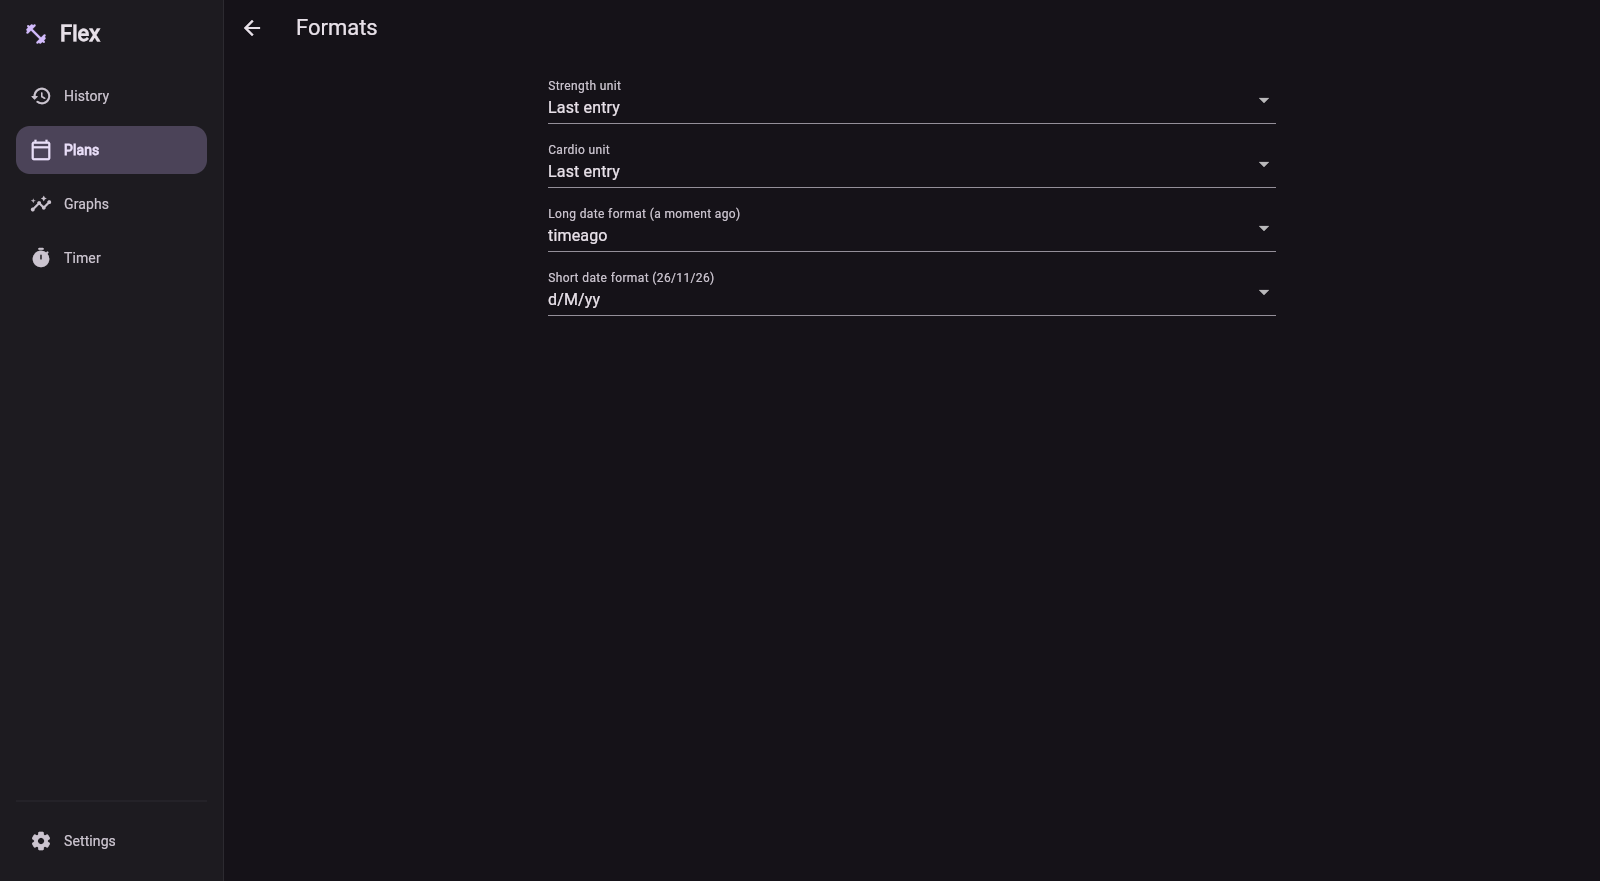 Flex
History
Plans
Graphs
Timer
Settings
Formats
Strength unit
Last entry
Cardio unit
Last entry
Long date format (a moment ago)
timeago
Short date format (26/11/26)
d/M/yy